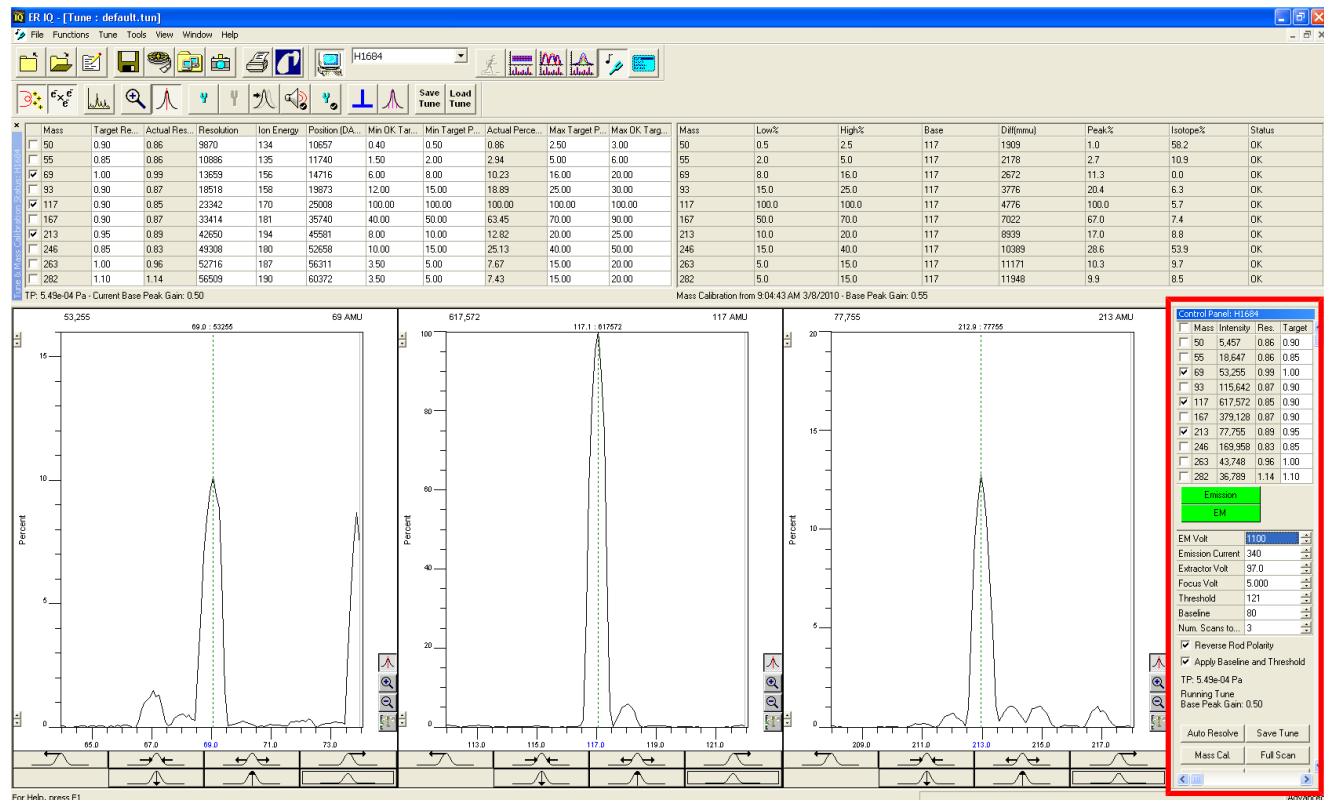 ER IQ - [Tune : default.tun]
File Functions Tune Tools View Window Help
H1684
Save Tune Load Tune
Mass Target Re... Actual Res... Resolution Ion Energy Position (DA... Min OK Tar... Min Target P... Actual Perce... Max Target P... Max OK Targ... Mass Low% High% Base Diff(mmu) Peak% Isotope% Status
50 0.90 0.86 9870 134 10657 0.40 0.50 0.86 2.50 3.00 50 0.5 2.5 117 1909 1.0 58.2 OK
55 0.85 0.86 10886 135 11740 1.50 2.00 2.94 5.00 6.00 55 2.0 5.0 117 2178 2.7 10.9 OK
69 1.00 0.99 13659 156 14716 6.00 8.00 10.23 16.00 20.00 69 8.0 16.0 117 2672 11.3 0.0 OK
93 0.90 0.87 18518 158 19873 12.00 15.00 18.89 25.00 30.00 93 15.0 25.0 117 3776 20.4 6.3 OK
117 0.90 0.85 23342 170 25008 100.00 100.00 100.00 100.00 100.00 117 100.0 100.0 117 4776 100.0 5.7 OK
167 0.90 0.87 33414 181 35740 40.00 50.00 63.45 70.00 90.00 167 50.0 70.0 117 7022 67.0 7.4 OK
213 0.95 0.89 42650 194 45581 8.00 10.00 12.82 20.00 25.00 213 10.0 20.0 117 8939 17.0 8.8 OK
246 0.85 0.83 49308 180 52658 10.00 15.00 25.13 40.00 50.00 246 15.0 40.0 117 10389 28.6 53.9 OK
263 1.00 0.96 52716 187 56311 3.50 5.00 7.67 15.00 20.00 263 5.0 15.0 117 11171 10.3 9.7 OK
282 1.10 1.14 56509 190 60372 3.50 5.00 7.43 15.00 20.00 282 5.0 15.0 117 11948 9.9 8.5 OK
Tune & Mass Calibration Status: H1684
TP: 5.49e-04 Pa - Current Base Peak Gain: 0.50
Mass Calibration from 9:04:43 AM 3/8/2010 - Base Peak Gain: 0.55
53,255 69 AMU
69.0 : 53255
15
10
5
0
Percent
65.0 67.0 69.0 71.0 73.0
617,572 117 AMU
117.1 : 617572
100
80
60
40
20
0
Percent
113.0 115.0 117.0 119.0 121.0
77,755 213 AMU
212.9 : 77755
20
15
10
5
0
Percent
209.0 211.0 213.0 215.0 217.0
Control Panel: H1684
Mass Intensity Res. Target
50 5,457 0.86 0.90
55 18,647 0.86 0.85
69 53,255 0.99 1.00
93 115,642 0.87 0.90
117 617,572 0.85 0.90
167 379,128 0.87 0.90
213 77,755 0.89 0.95
246 169,958 0.83 0.85
263 43,748 0.96 1.00
282 36,789 1.14 1.10
Emission
EM
EM Volt 1100
Emission Current 340
Extractor Volt 97.0
Focus Volt 5.000
Threshold 121
Baseline 80
Num. Scans to... 3
Reverse Rod Polarity
Apply Baseline and Threshold
TP: 5.49e-04 Pa
Running Tune
Base Peak Gain: 0.50
Auto Resolve Save Tune
Mass Cal. Full Scan
For Help, press F1
Advanced